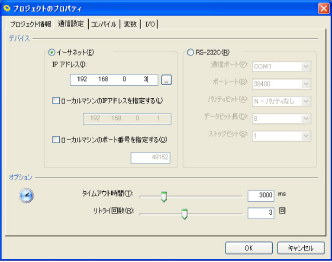 プロジェクトのプロパティ
プロジェクト情報 通信設定 コンパイル 変数 I/O
デバイス
イーサネット(E)
RS-232C(R)
IPアドレス(I):
192 168 0 3
...
ローカルマシンのIPアドレスを指定する(L)
192 168 0 1
ローカルマシンのポート番号を指定する(O)
49152
通信ポート(P):
COM1
ボーレート(B):
38400
パリティビット(A):
N - パリティなし
データビット長(D):
8
ストップビット(S):
1
オプション
タイムアウト時間(T):
3000 ms
リトライ回数(R):
3 回
OK
キャンセル